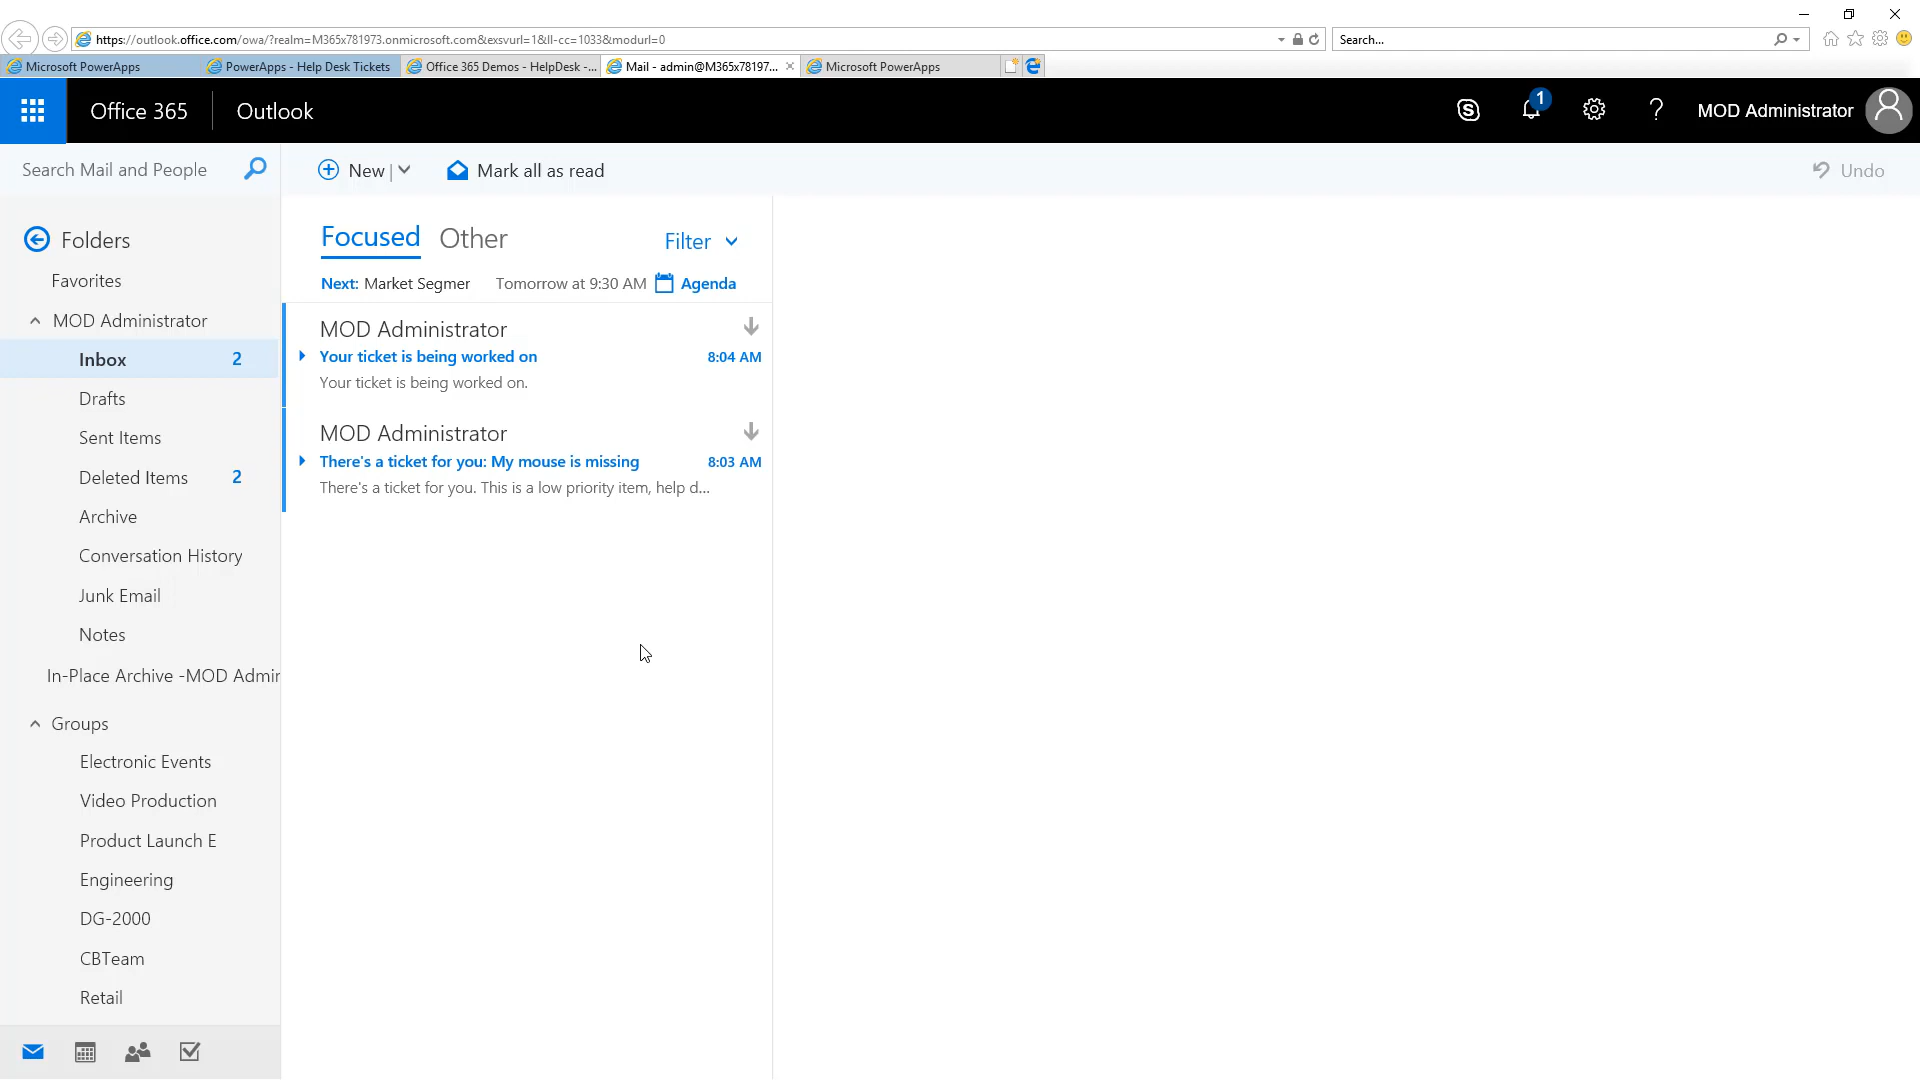 https://outlook.office.com/owa/?realm=M365x781973.onmicrosoft.com&exsvurl=1&ll-cc=1033&modurl=0
Search...
Microsoft PowerApps
PowerApps - Help Desk Tickets
Office 365 Demos - HelpDesk -...
Mail - admin@M365x78197...
Microsoft PowerApps
Office 365
Outlook
1
?
MOD Administrator
Search Mail and People
New
Mark all as read
Undo
Folders
Favorites
MOD Administrator
Inbox 2
Drafts
Sent Items
Deleted Items 2
Archive
Conversation History
Junk Email
Notes
In-Place Archive -MOD Admir
Groups
Electronic Events
Video Production
Product Launch E
Engineering
DG-2000
CBTeam
Retail
Focused Other
Filter
Next: Market Segmer Tomorrow at 9:30 AM Agenda
MOD Administrator
Your ticket is being worked on 8:04 AM
Your ticket is being worked on.
MOD Administrator
There's a ticket for you: My mouse is missing 8:03 AM
There's a ticket for you. This is a low priority item, help d...